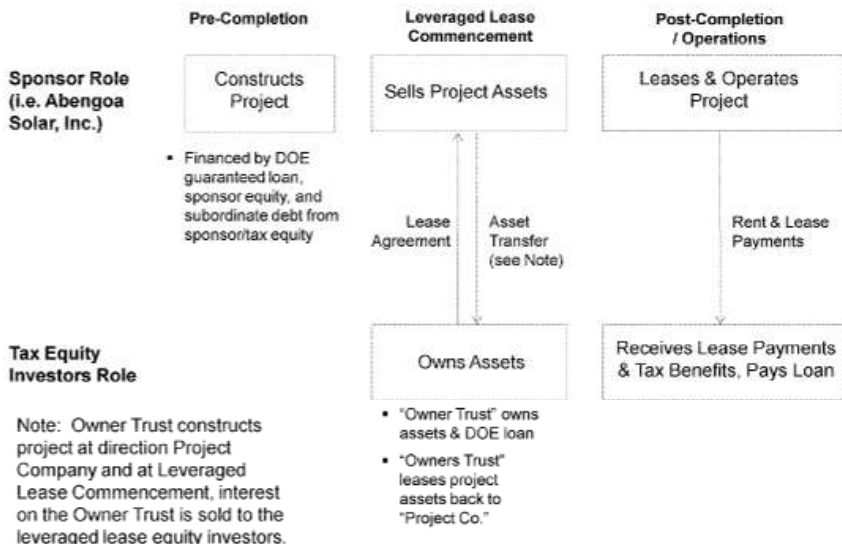 Pre-Completion
Leveraged Lease
Commencement
Post-Completion
/ Operations
Sponsor Role
(i.e. Abengoa
Solar, Inc.)
Constructs
Project
Sells Project Assets
Leases & Operates
Project
▪ Financed by DOE
guaranteed loan,
sponsor equity, and
subordinate debt from
sponsor/tax equity
Lease
Agreement
Asset
Transfer
(see Note)
Rent & Lease
Payments
Tax Equity
Investors Role
Owns Assets
Receives Lease Payments
& Tax Benefits, Pays Loan
Note: Owner Trust constructs
project at direction Project
Company and at Leveraged
Lease Commencement, interest
on the Owner Trust is sold to the
leveraged lease equity investors.
▪ "Owner Trust" owns
assets & DOE loan
▪ "Owners Trust"
leases project
assets back to
"Project Co."